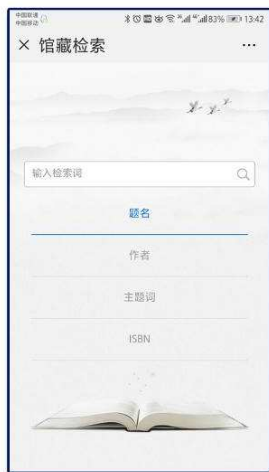 中国联通
中国移动
83% 13:42
× 馆藏检索 ···
输入检索词
题名
作者
主题词
ISBN